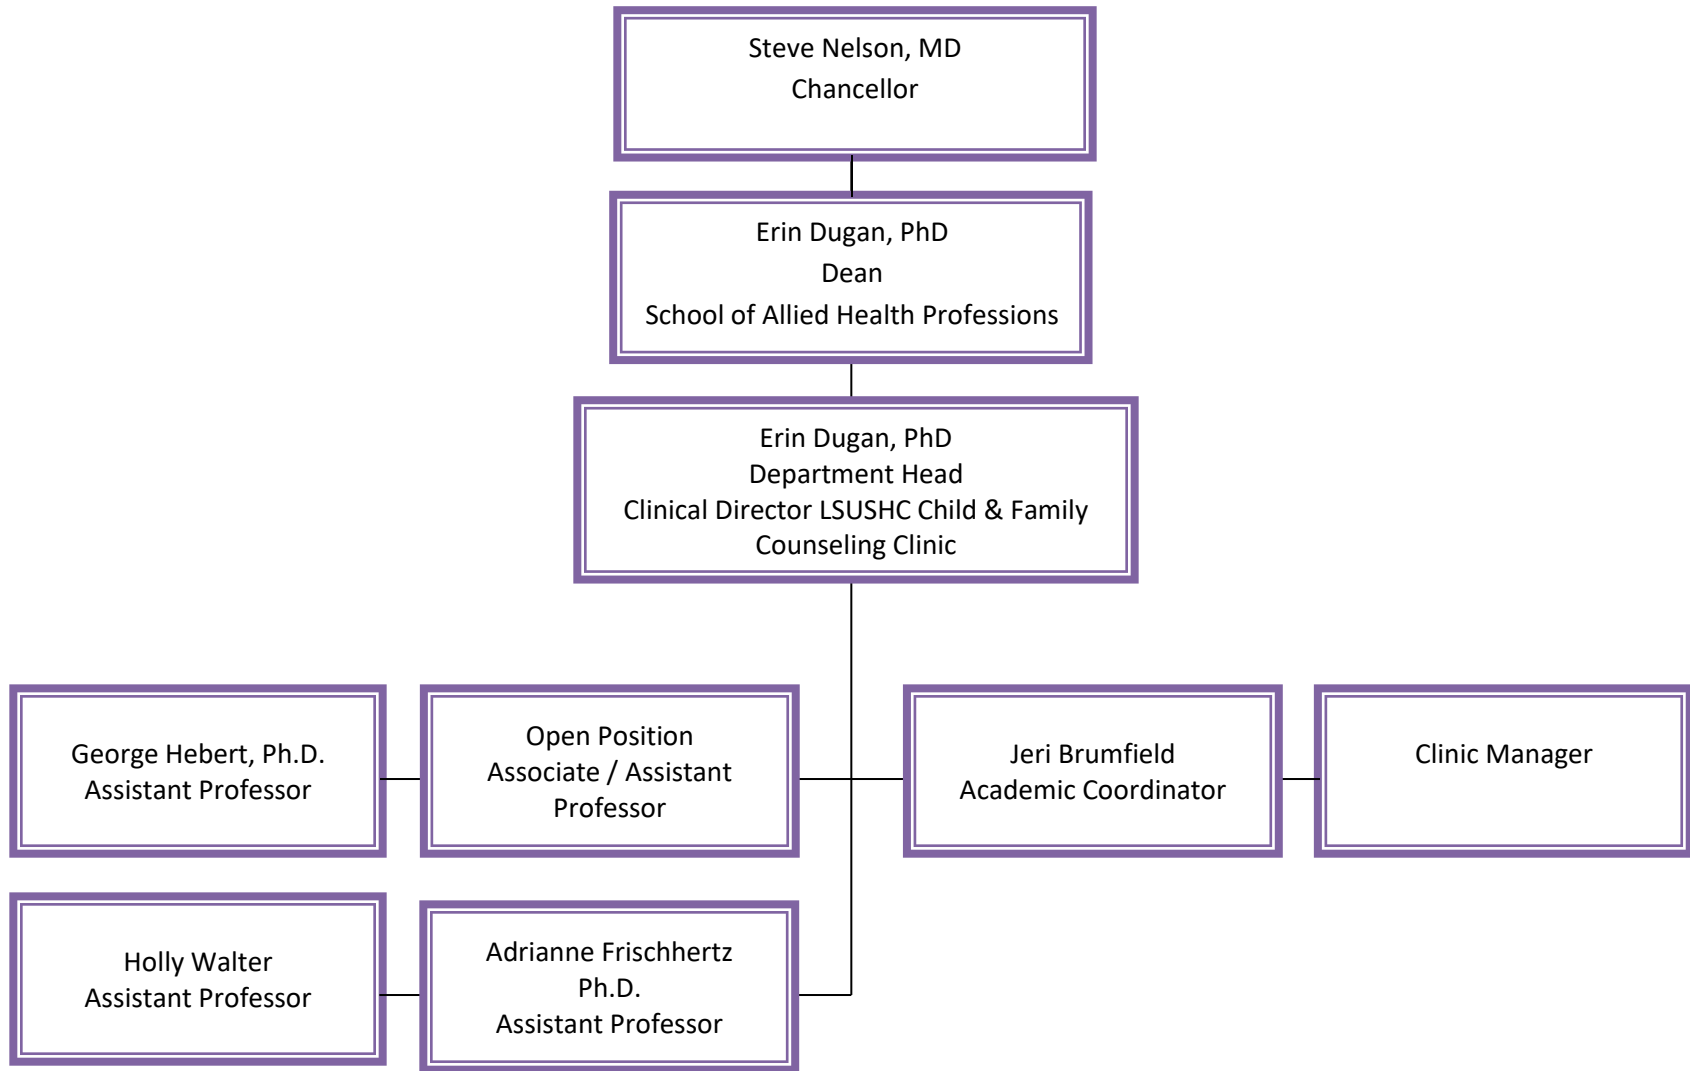 Steve Nelson, MD
Chancellor
Erin Dugan, PhD
Dean
School of Allied Health Professions
Erin Dugan, PhD
Department Head
Clinical Director LSUSHC Child & Family
Counseling Clinic
George Hebert, Ph.D.
Assistant Professor
Open Position
Associate / Assistant
Professor
Jeri Brumfield
Academic Coordinator
Clinic Manager
Holly Walter
Assistant Professor
Adrianne Frischhertz
Ph.D.
Assistant Professor